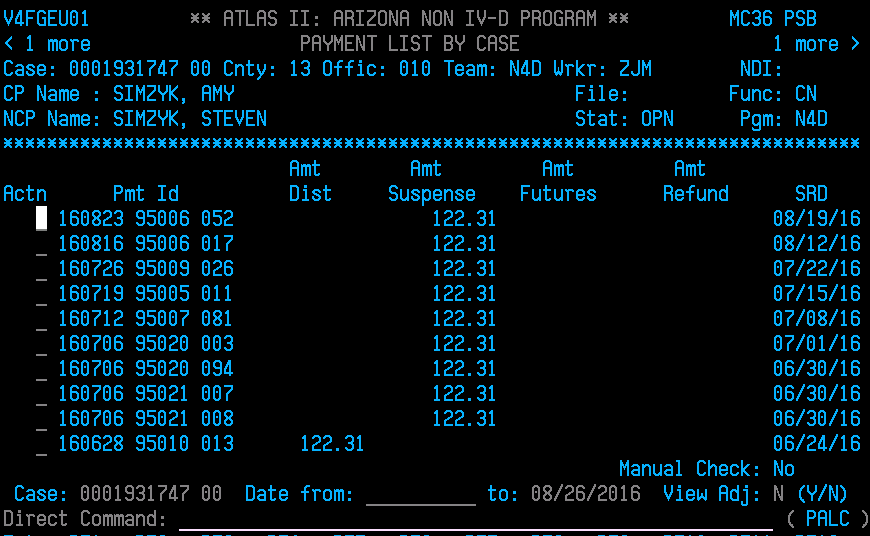 V4FGEU01 ** ATLAS II: ARIZONA NON IV-D PROGRAM ** MC36 PSB
< 1 more PAYMENT LIST BY CASE 1 more >
Case: 0001931747 00 Cnty: 13 Offic: 010 Team: N4D Wrkr: ZJM NDI:
CP Name : SIMZYK, AMY File: Func: CN
NCP Name: SIMZYK, STEVEN Stat: OPN Pgm: N4D
******************************************************************************
Amt Amt Amt Amt
Actn Pmt Id Dist Suspense Futures Refund SRD
_ 160823 95006 052 122.31 08/19/16
_ 160816 95006 017 122.31 08/12/16
_ 160726 95009 026 122.31 07/22/16
_ 160719 95005 011 122.31 07/15/16
_ 160712 95007 081 122.31 07/08/16
_ 160706 95020 003 122.31 07/01/16
_ 160706 95020 094 122.31 06/30/16
_ 160706 95021 007 122.31 06/30/16
_ 160706 95021 008 122.31 06/30/16
_ 160628 95010 013 122.31 06/24/16
Manual Check: No
Case: 0001931747 00 Date from: __________ to: 08/26/2016 View Adj: N (Y/N)
Direct Command: ______________________________________________________ ( PALC )